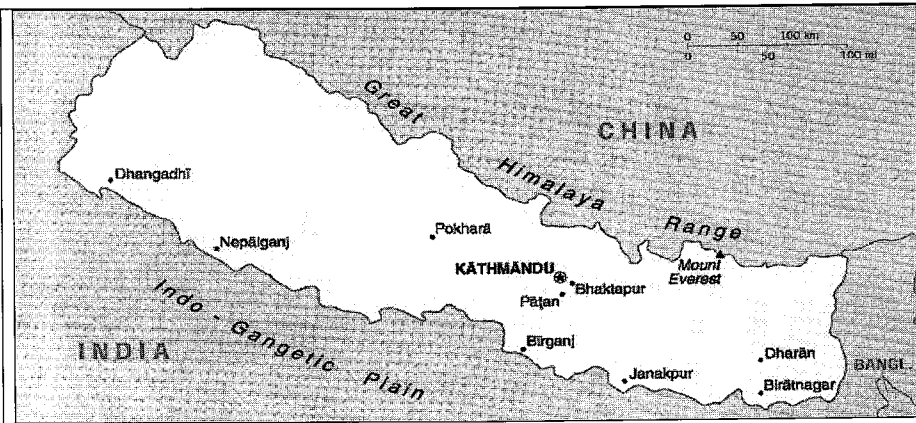 0 50 100 km
0 50 100 mi
Great Himalaya Range
CHINA
Dhangadhī
Nepālganj
Pokharā
KĀTHMĀNDU
Bhaktapur
Pāṭan
Mount
Everest
Indo - Gangetic Plain
INDIA
Bīrganj
Janakpur
Dharān
Birātnagar
BANGL.